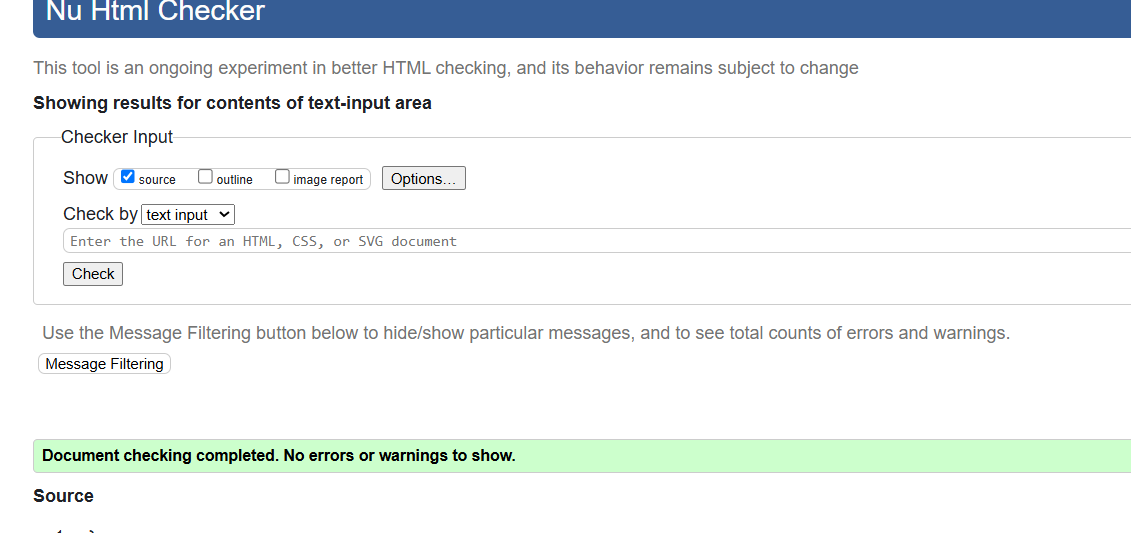 Nu Html Checker
This tool is an ongoing experiment in better HTML checking, and its behavior remains subject to change
Showing results for contents of text-input area
Checker Input
Show source outline image report Options...
Check by text input
Enter the URL for an HTML, CSS, or SVG document
Check
Use the Message Filtering button below to hide/show particular messages, and to see total counts of errors and warnings.
Message Filtering
Document checking completed. No errors or warnings to show.
Source